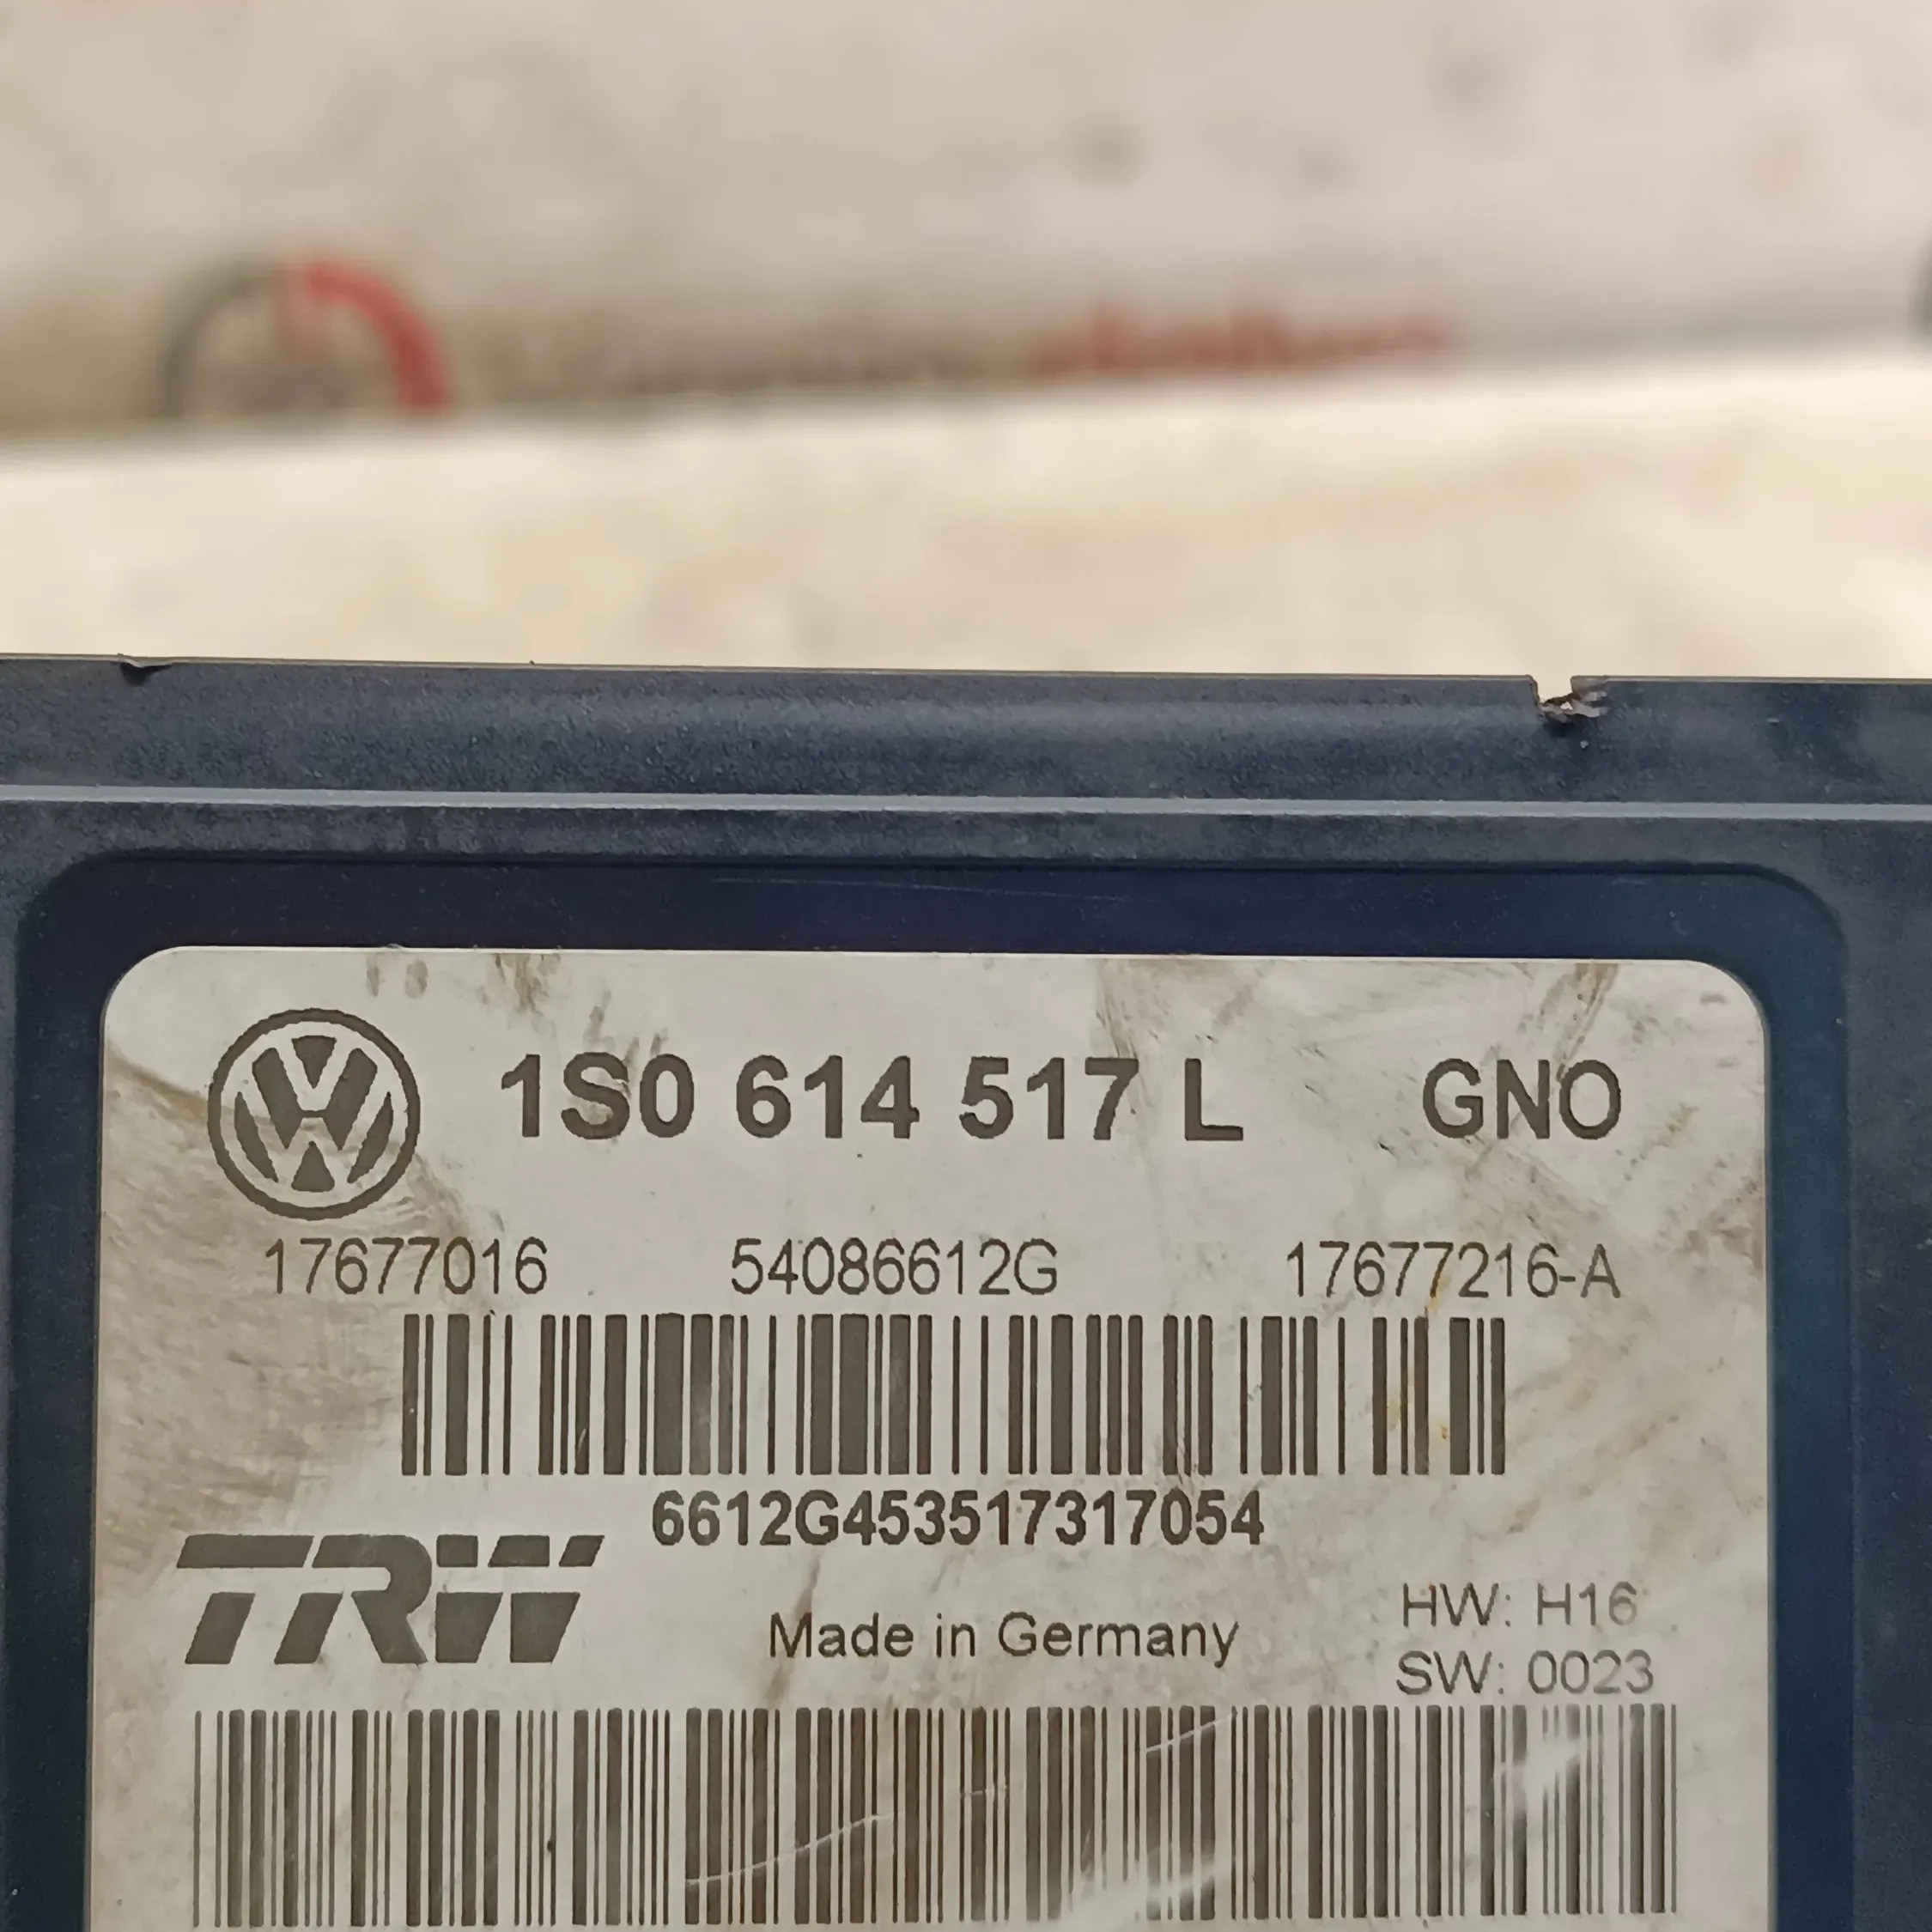 1S0 614 517 L GNO
17677016 54086612G 17677216-A
6612G453517317054
TRW
Made in Germany
HW: H16
SW: 0023